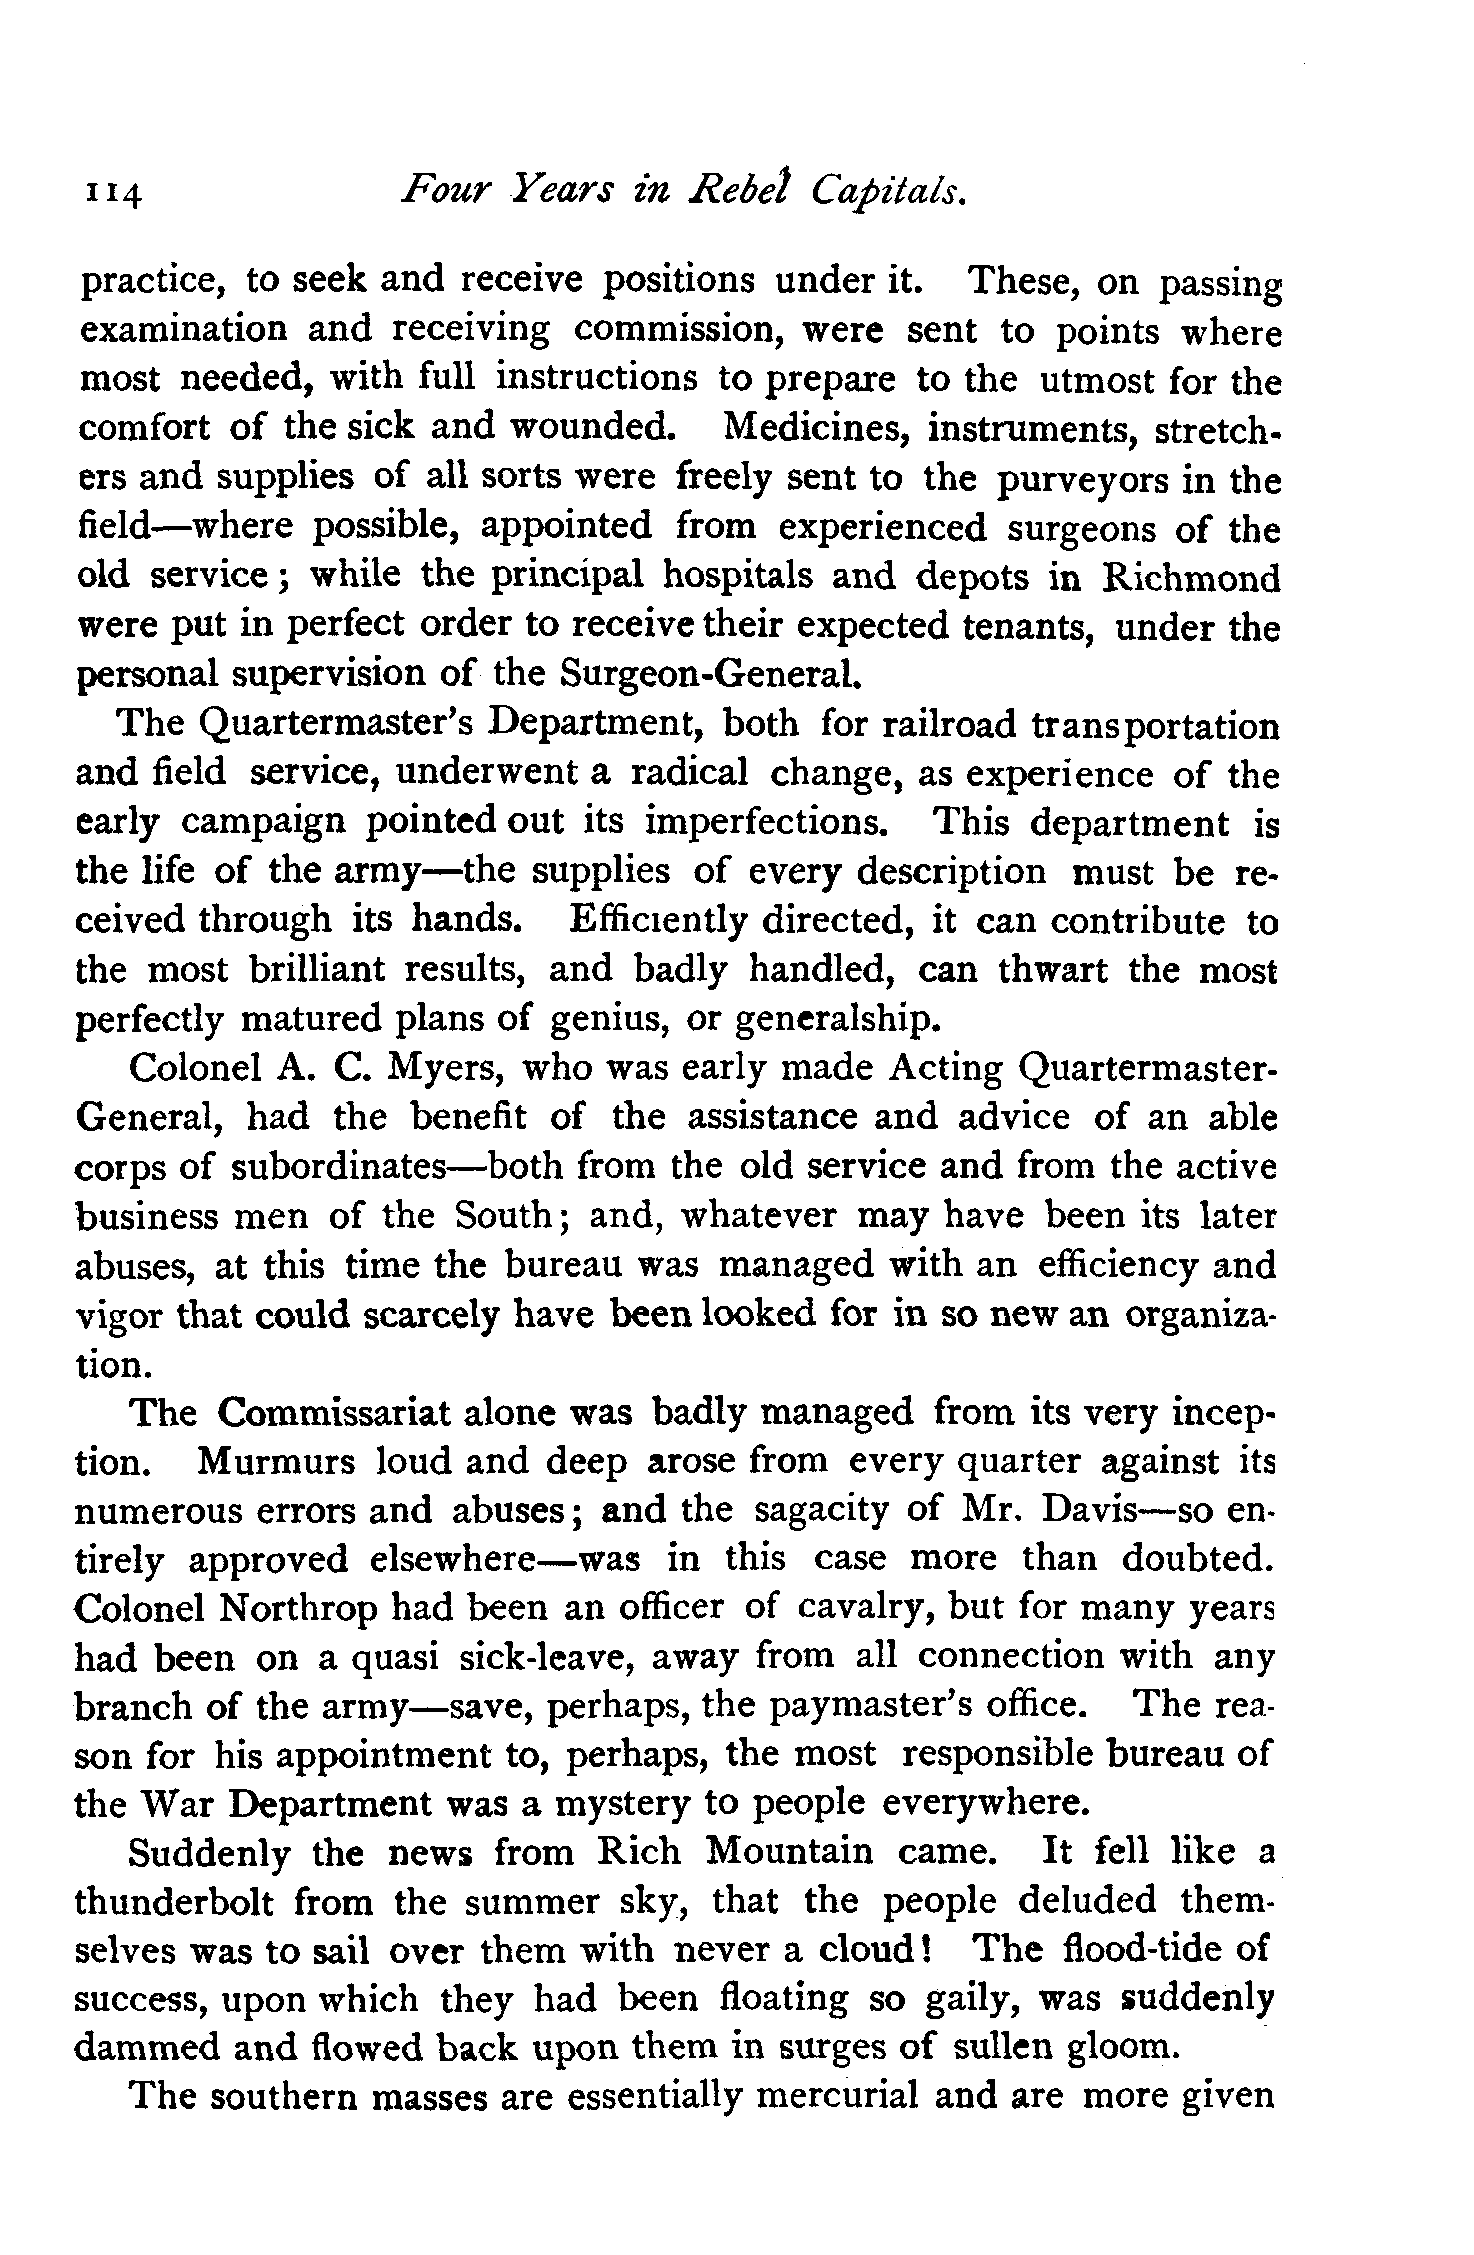 114 Four Years in Rebel Capitals.
practice, to seek and receive positions under it. These, on passing
examination and receiving commission, were sent to points where
most needed, with full instructions to prepare to the utmost for the
comfort of the sick and wounded. Medicines, instruments, stretch-
ers and supplies of all sorts were freely sent to the purveyors in the
field—where possible, appointed from experienced surgeons of the
old service; while the principal hospitals and depots in Richmond
were put in perfect order to receive their expected tenants, under the
personal supervision of the Surgeon-General.
The Quartermaster's Department, both for railroad transportation
and field service, underwent a radical change, as experience of the
early campaign pointed out its imperfections. This department is
the life of the army—the supplies of every description must be re-
ceived through its hands. Efficiently directed, it can contribute to
the most brilliant results, and badly handled, can thwart the most
perfectly matured plans of genius, or generalship.
Colonel A. C. Myers, who was early made Acting Quartermaster-
General, had the benefit of the assistance and advice of an able
corps of subordinates—both from the old service and from the active
business men of the South; and, whatever may have been its later
abuses, at this time the bureau was managed with an efficiency and
vigor that could scarcely have been looked for in so new an organiza-
tion.
The Commissariat alone was badly managed from its very incep-
tion. Murmurs loud and deep arose from every quarter against its
numerous errors and abuses; and the sagacity of Mr. Davis—so en-
tirely approved elsewhere—was in this case more than doubted.
Colonel Northrop had been an officer of cavalry, but for many years
had been on a quasi sick-leave, away from all connection with any
branch of the army—save, perhaps, the paymaster's office. The rea-
son for his appointment to, perhaps, the most responsible bureau of
the War Department was a mystery to people everywhere.
Suddenly the news from Rich Mountain came. It fell like a
thunderbolt from the summer sky, that the people deluded them-
selves was to sail over them with never a cloud! The flood-tide of
success, upon which they had been floating so gaily, was suddenly
dammed and flowed back upon them in surges of sullen gloom.
The southern masses are essentially mercurial and are more given